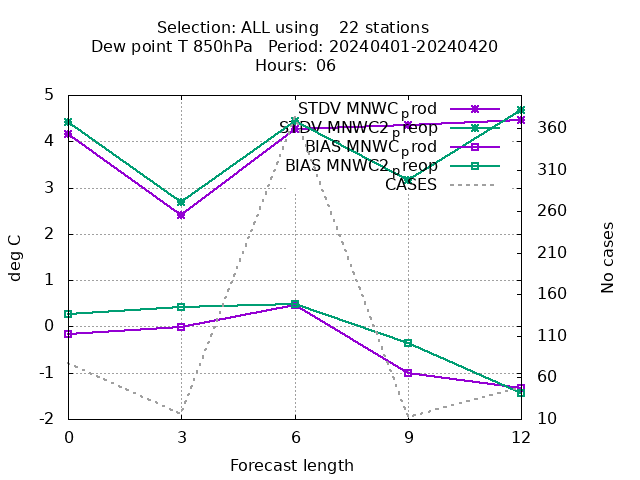 Selection: ALL using 22 stations
Dew point T 850hPa Period: 20240401-20240420
Hours: 06
STDV MNWC_prod
STDV MNWC2_preop
BIAS MNWC_prod
BIAS MNWC2_preop
CASES
5
4
3
2
1
0
-1
-2
deg C
360
310
260
210
160
110
60
10
No cases
0 3 6 9 12
Forecast length